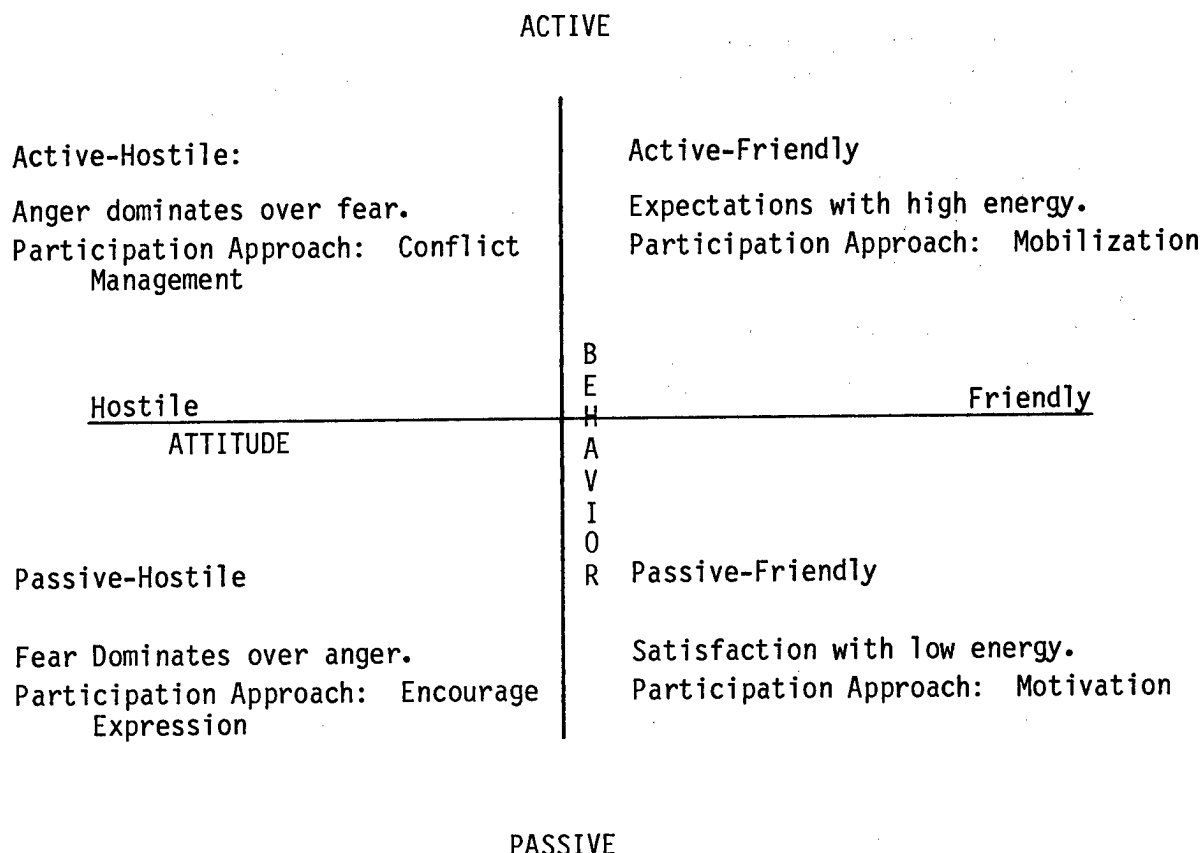 ACTIVE
Active-Hostile:
Anger dominates over fear.
Participation Approach: Conflict
Management
Active-Friendly
Expectations with high energy.
Participation Approach: Mobilization
BEHAVIOR
Hostile
Friendly
ATTITUDE
Passive-Hostile
Fear Dominates over anger.
Participation Approach: Encourage
Expression
Passive-Friendly
Satisfaction with low energy.
Participation Approach: Motivation
PASSIVE